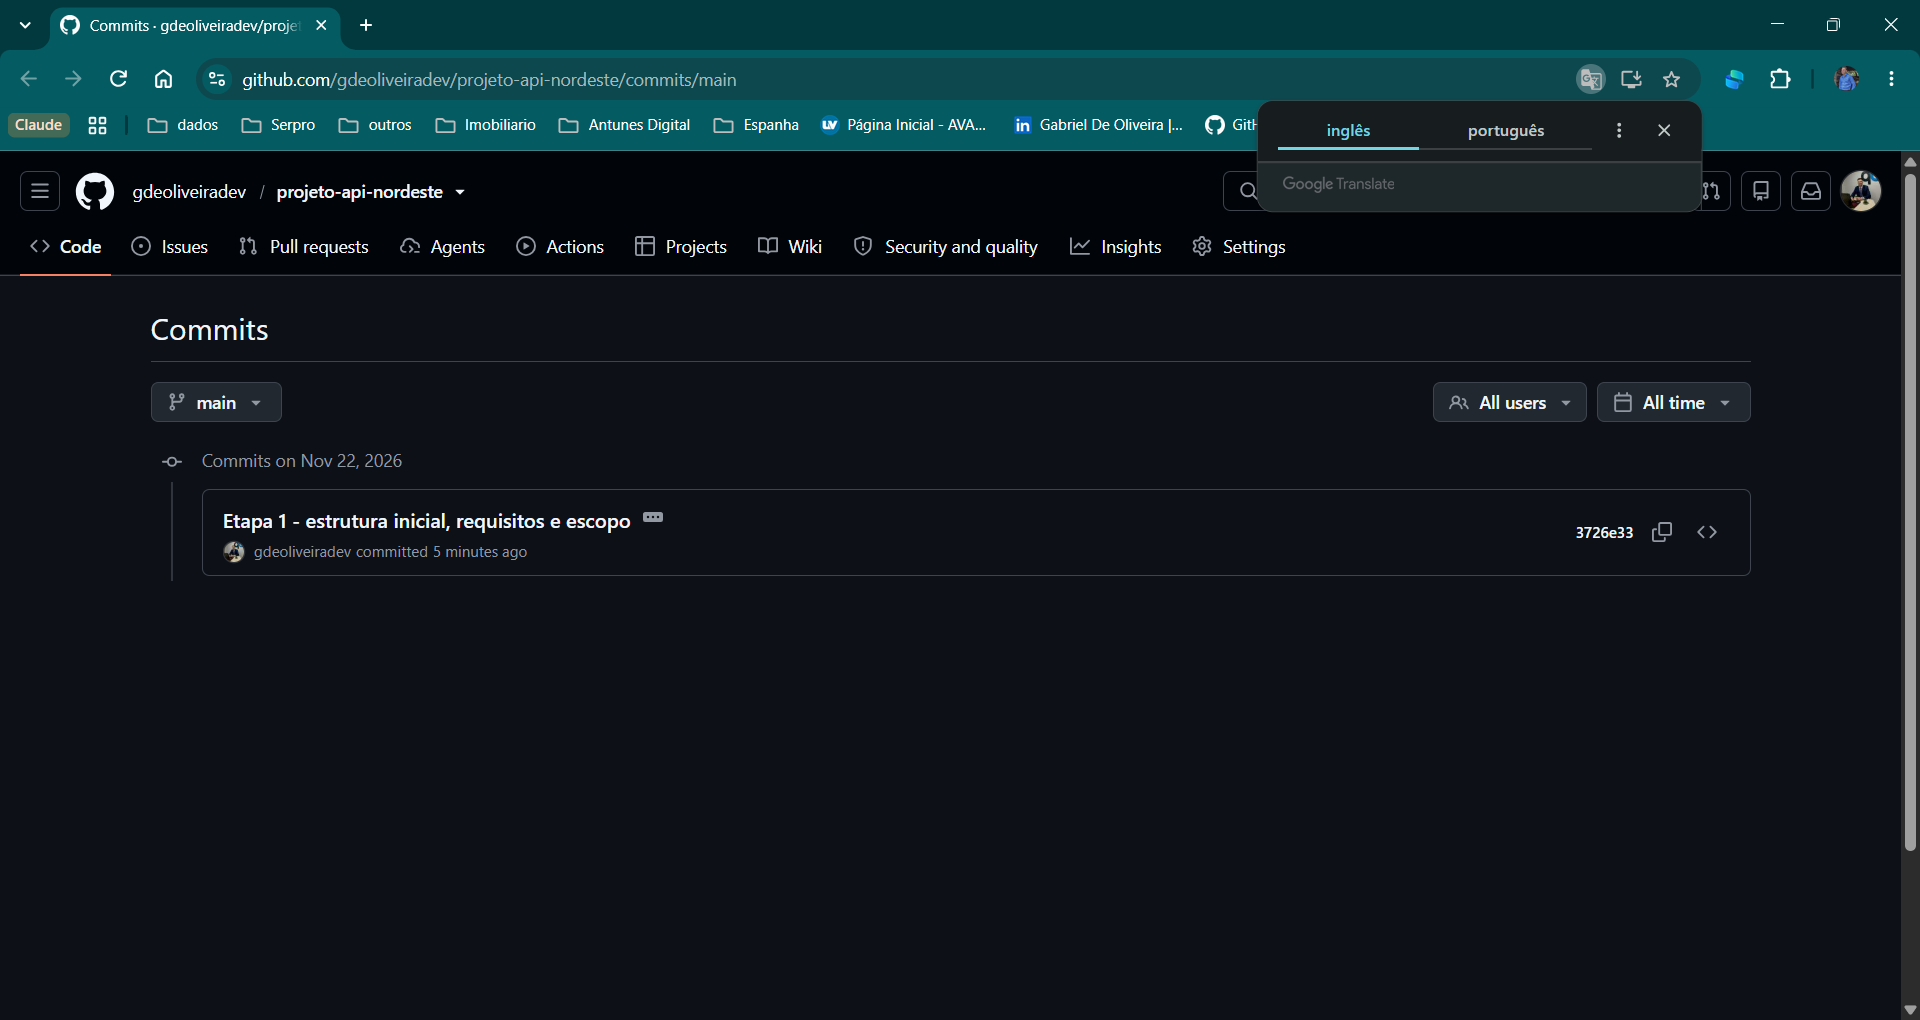 Commits · gdeoliveiradev/proje
github.com/gdeoliveiradev/projeto-api-nordeste/commits/main
Claude
dados
Serpro
outros
Imobiliario
Antunes Digital
Espanha
Página Inicial - AVA...
in Gabriel De Oliveira |...
GitH
inglês
português
Google Translate
gdeoliveiradev / projeto-api-nordeste
Code
Issues
Pull requests
Agents
Actions
Projects
Wiki
Security and quality
Insights
Settings
Commits
main
All users
All time
Commits on Nov 22, 2026
Etapa 1 - estrutura inicial, requisitos e escopo
3726e33
gdeoliveiradev committed 5 minutes ago